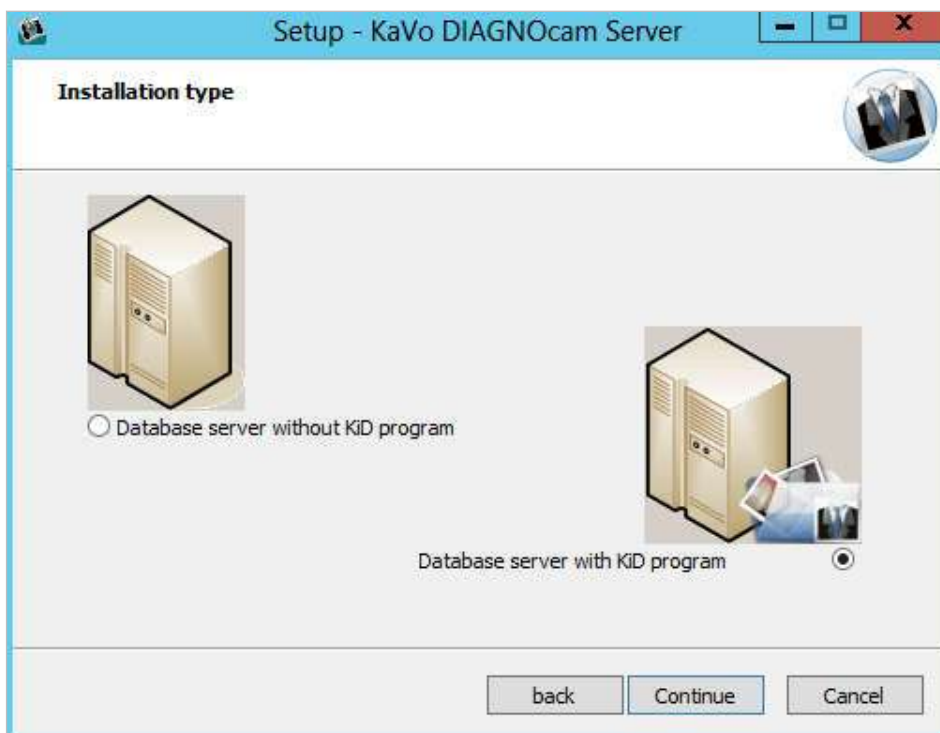 Setup - KaVo DIAGNOcam Server
Installation type
Database server without KiD program
Database server with KiD program
back
Continue
Cancel